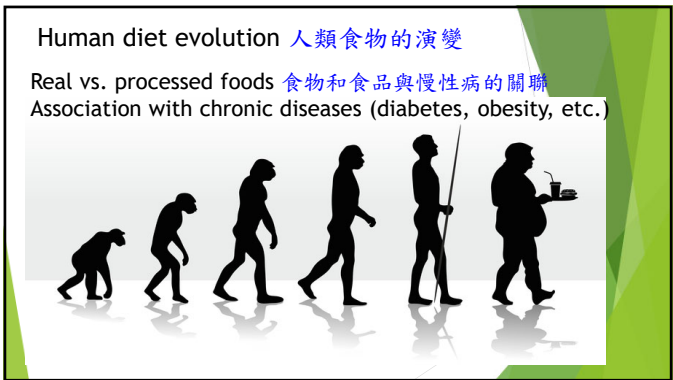 Human diet evolution 人類食物的演變
Real vs. processed foods 食物和食品與慢性病的關聯
Association with chronic diseases (diabetes, obesity, etc.)